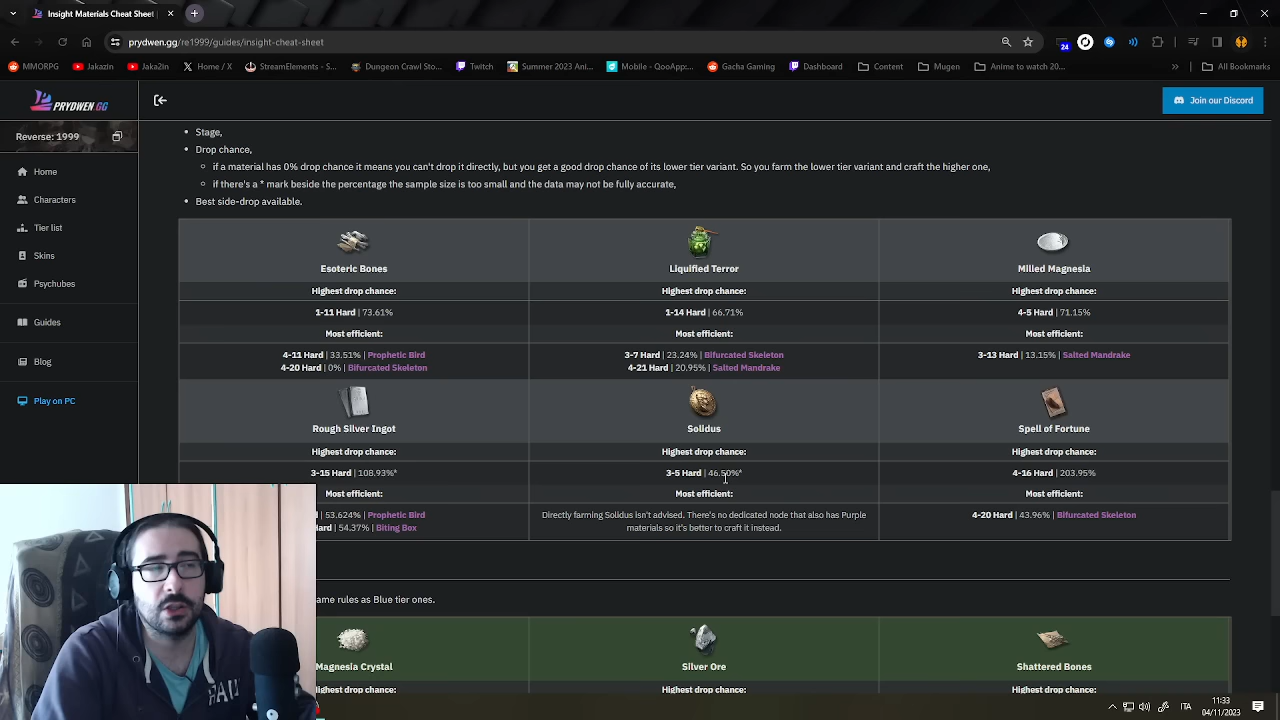 Insight Materials Cheat Sheet
prydwen.gg/re1999/guides/insight-cheat-sheet
24
MMORPG
Jakazin
Jaka2in
Home / X
StreamElements - S...
Dungeon Crawl Sto...
Twitch
Summer 2023 Ani...
Mobile - QooApp:...
Gacha Gaming
Dashboard
Content
Mugen
Anime to watch 20...
»
All Bookmarks
PRYDWEN.GG
Join our Discord
Reverse: 1999
Home
Characters
Tier list
Skins
Psychubes
Guides
Blog
Play on PC
Stage,
Drop chance,
if a material has 0% drop chance it means you can't drop it directly, but you get a good drop chance of its lower tier variant. So you farm the lower tier variant and craft the higher one,
if there's a * mark beside the percentage the sample size is too small and the data may not be fully accurate,
Best side-drop available.
Esoteric Bones
Liquified Terror
Milled Magnesia
Highest drop chance:
Highest drop chance:
Highest drop chance:
1-11 Hard | 73.61%
1-14 Hard | 66.71%
4-5 Hard | 71.15%
Most efficient:
Most efficient:
Most efficient:
4-11 Hard | 33.51% | Prophetic Bird
4-20 Hard | 0% | Bifurcated Skeleton
3-7 Hard | 23.24% | Bifurcated Skeleton
4-21 Hard | 20.95% | Salted Mandrake
3-13 Hard | 13.15% | Salted Mandrake
Rough Silver Ingot
Solidus
Spell of Fortune
Highest drop chance:
Highest drop chance:
Highest drop chance:
3-15 Hard | 108.93%*
3-5 Hard | 46.50%*
4-16 Hard | 203.95%
Most efficient:
Most efficient:
Most efficient:
| 53.624% | Prophetic Bird
ard | 54.37% | Biting Box
Directly farming Solidus isn't advised. There's no dedicated node that also has Purple
materials so it's better to craft it instead.
4-20 Hard | 43.96% | Bifurcated Skeleton
ame rules as Blue tier ones.
Magnesia Crystal
Silver Ore
Shattered Bones
Highest drop chance:
Highest drop chance:
Highest drop chance:
ITA
11:33
04/11/2023